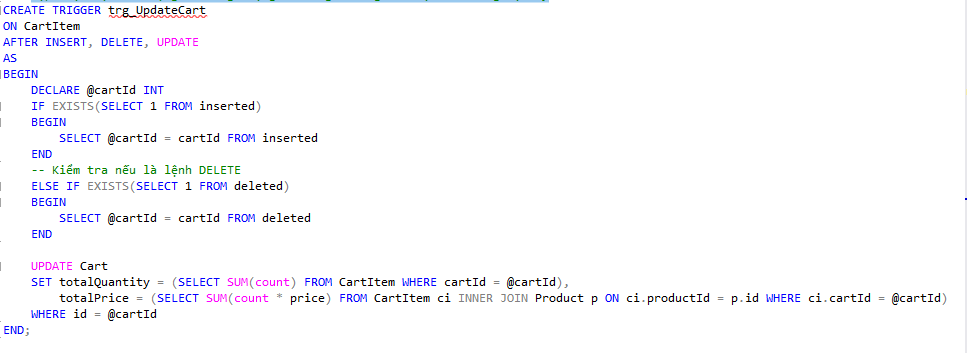 CREATE TRIGGER trg_UpdateCart
ON CartItem
AFTER INSERT, DELETE, UPDATE
AS
BEGIN
    DECLARE @cartId INT
    IF EXISTS(SELECT 1 FROM inserted)
    BEGIN
        SELECT @cartId = cartId FROM inserted
    END
    -- Kiểm tra nếu là lệnh DELETE
    ELSE IF EXISTS(SELECT 1 FROM deleted)
    BEGIN
        SELECT @cartId = cartId FROM deleted
    END
    UPDATE Cart
    SET totalQuantity = (SELECT SUM(count) FROM CartItem WHERE cartId = @cartId),
        totalPrice = (SELECT SUM(count * price) FROM CartItem ci INNER JOIN Product p ON ci.productId = p.id WHERE ci.cartId = @cartId)
    WHERE id = @cartId
END;